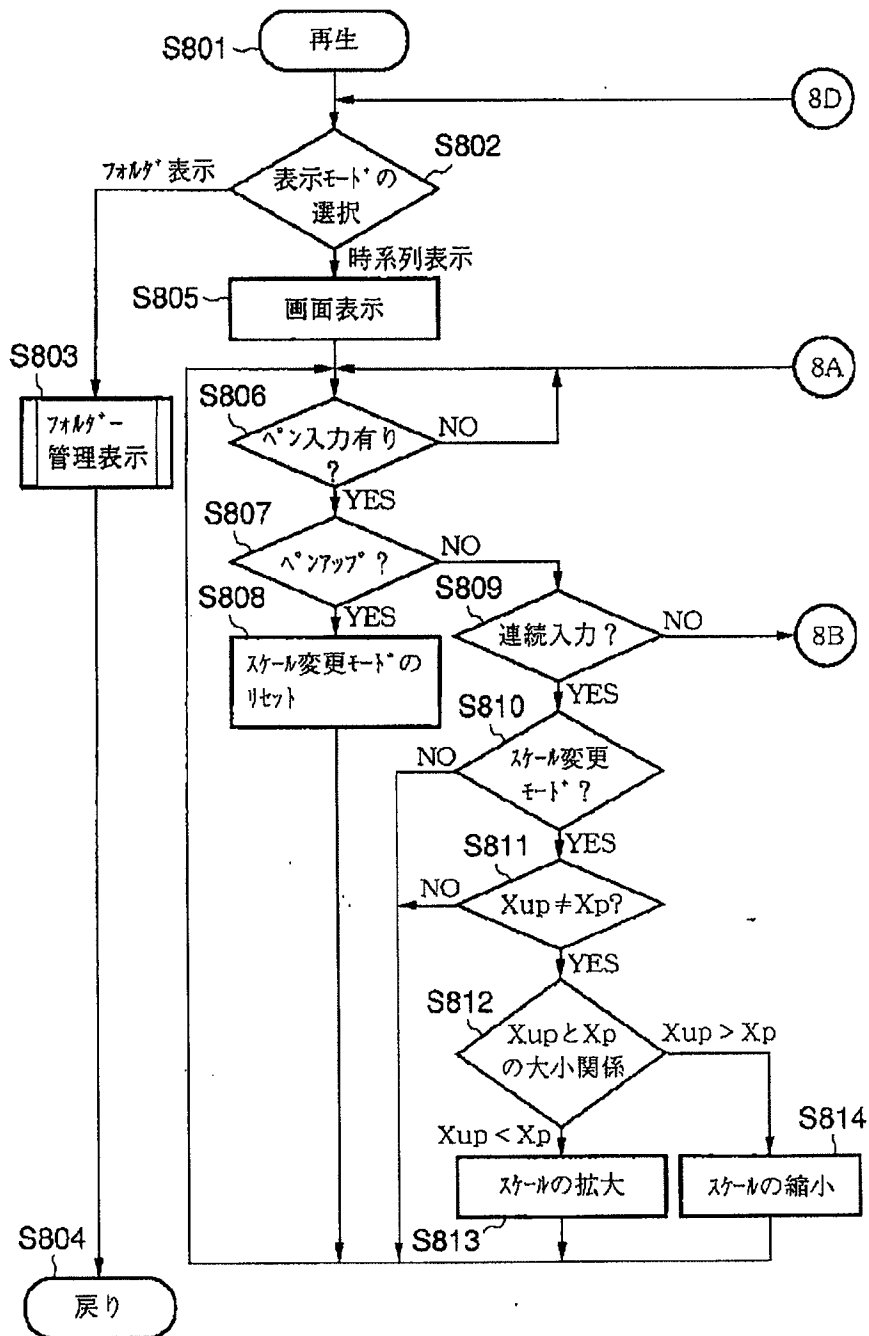 S801
再生
8D
S802
フォルダ表示
表示モードの
選択
時系列表示
S805
画面表示
S803
フォルダー
管理表示
8A
S806
ペン入力有り
?
NO
YES
S807
ペンアップ?
NO
YES
S808
スケール変更モードの
リセット
S809
連続入力?
NO
8B
YES
S810
スケール変更
モード?
NO
YES
S811
Xup≠Xp?
NO
YES
S812
XupとXp
の大小関係
Xup>Xp
Xup<Xp
S814
スケールの拡大
スケールの縮小
S813
S804
戻り